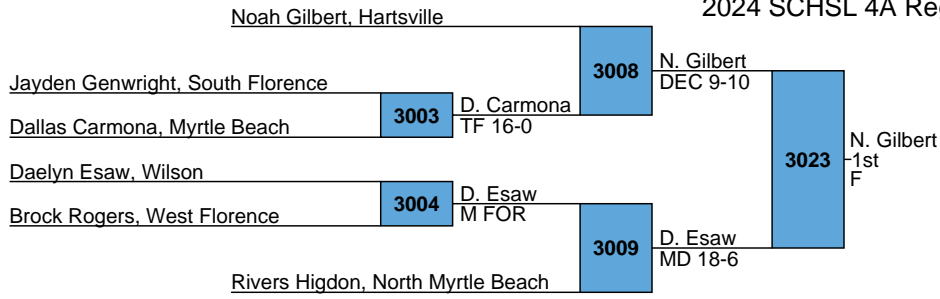 2024 SCHSL 4A Re
Noah Gilbert, Hartsville
3008
N. Gilbert
DEC 9-10
Jayden Genwright, South Florence
3003
D. Carmona
TF 16-0
Dallas Carmona, Myrtle Beach
3023
N. Gilbert
1st
F
Daelyn Esaw, Wilson
3004
D. Esaw
M FOR
Brock Rogers, West Florence
3009
D. Esaw
MD 18-6
Rivers Higdon, North Myrtle Beach